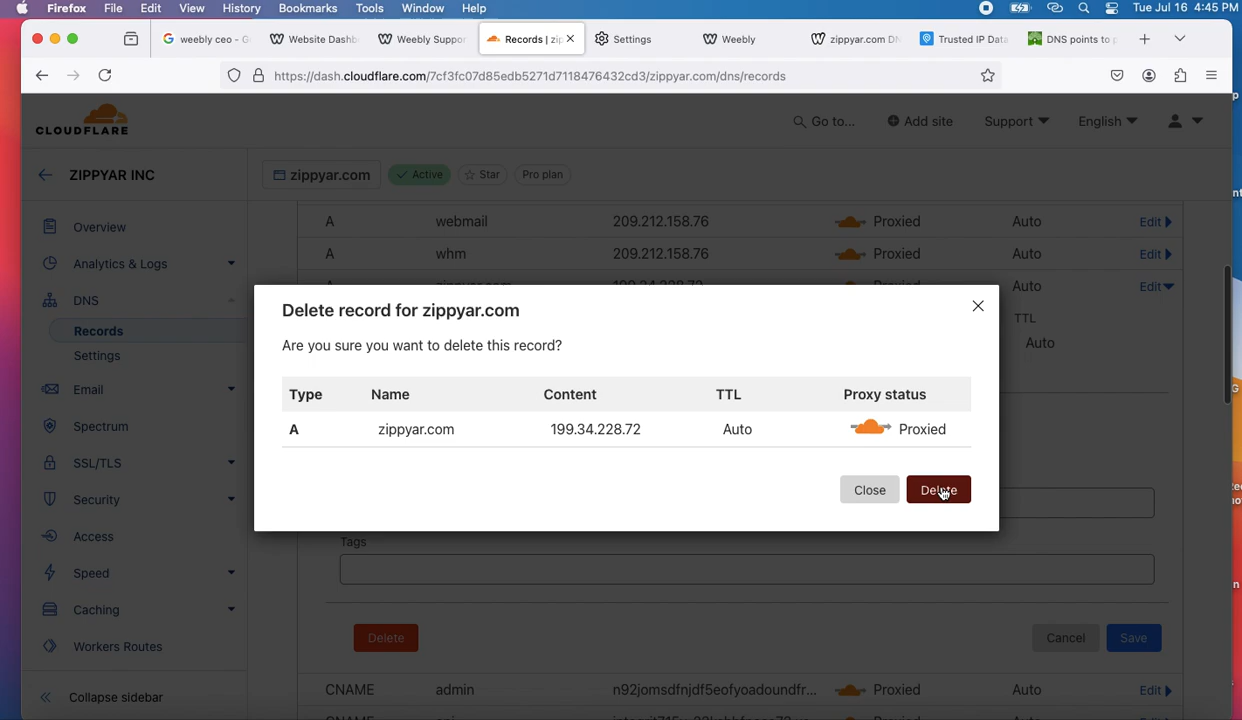 Firefox File Edit View History Bookmarks Tools Window Help Tue Jul 16 4:45 PM
weebly ceo - G Website Dashb Weebly Suppor Records | zip Settings Weebly zippyar.com DN Trusted IP Data DNS points to p
https://dash.cloudflare.com/7cf3fc07d85edb5271d7118476432cd3/zippyar.com/dns/records
CLOUDFLARE Go to... Add site Support English
ZIPPYAR INC zippyar.com Active Star Pro plan
A webmail 209.212.158.76 Proxied Auto Edit
Overview
A whm 209.212.158.76 Proxied Auto Edit
Analytics & Logs
Auto Edit
DNS
Delete record for zippyar.com
TTL
Records
Are you sure you want to delete this record?
Auto
Settings
Email
Type Name Content TTL Proxy status
Spectrum
A zippyar.com 199.34.228.72 Auto Proxied
SSL/TLS
Close Delete
Security
Access
Tags
Speed
Caching
Delete Cancel Save
Workers Routes
CNAME admin Proxied Auto Edit
Collapse sidebar